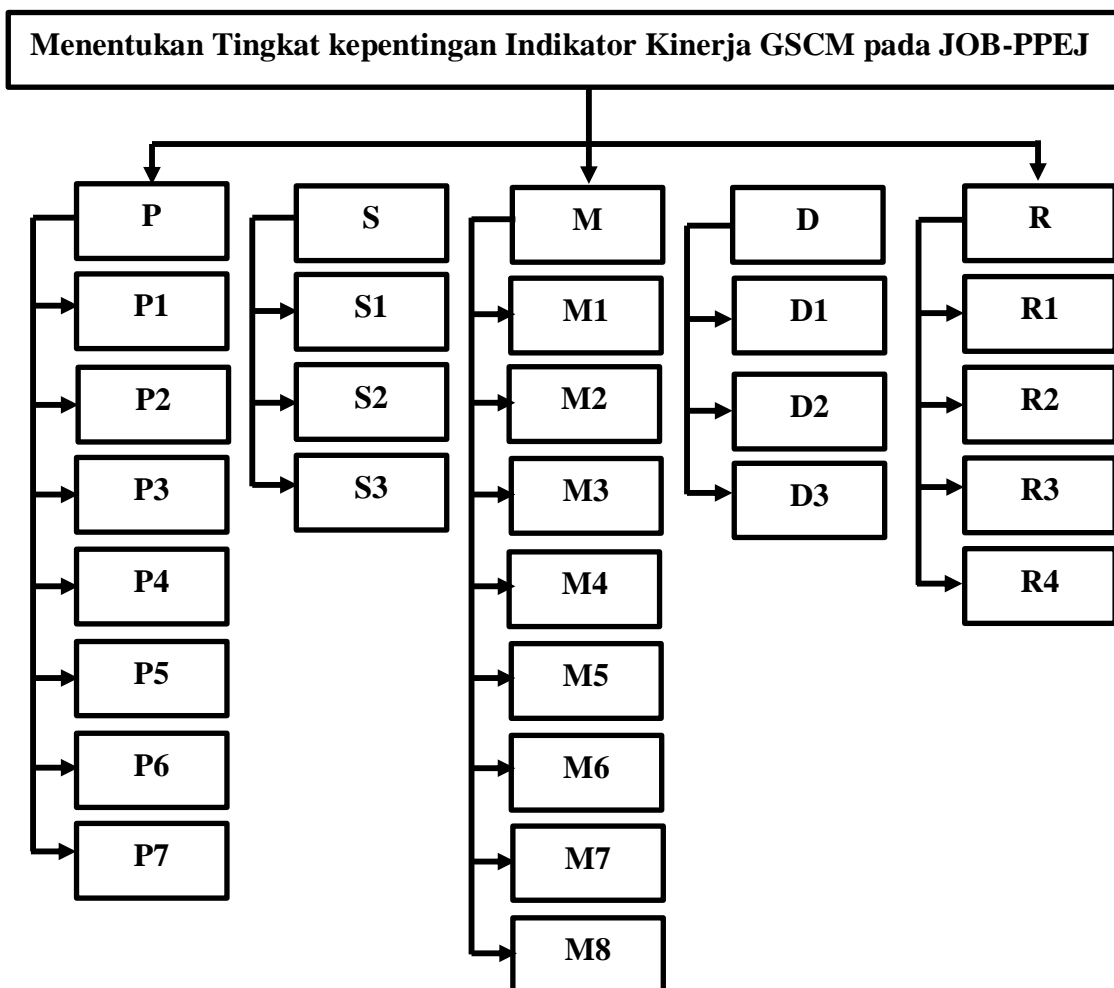 Menentukan Tingkat kepentingan Indikator Kinerja GSCM pada JOB-PPEJ
P
S
M
D
R
P1
S1
M1
D1
R1
P2
S2
M2
D2
R2
P3
S3
M3
D3
R3
P4
M4
R4
P5
M5
P6
M6
P7
M7
M8